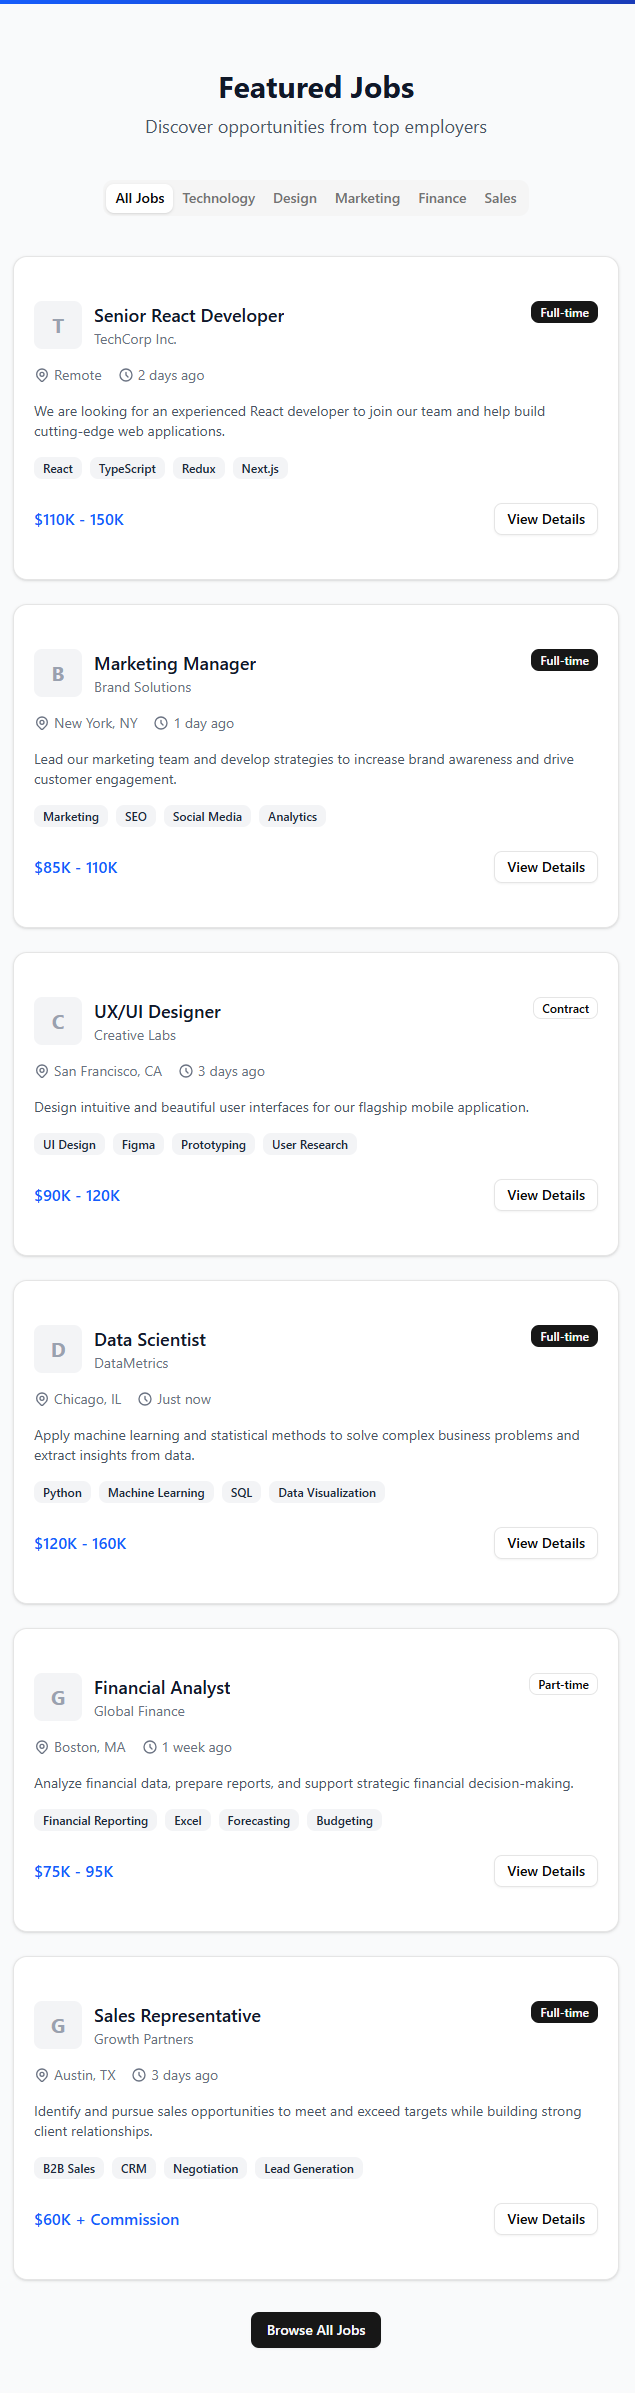 Featured Jobs
Discover opportunities from top employers
All Jobs Technology Design Marketing Finance Sales
T
Senior React Developer
Full-time
TechCorp Inc.
Remote 2 days ago
We are looking for an experienced React developer to join our team and help build
cutting-edge web applications.
React TypeScript Redux Next.js
$110K - 150K
View Details
B
Marketing Manager
Full-time
Brand Solutions
New York, NY 1 day ago
Lead our marketing team and develop strategies to increase brand awareness and drive
customer engagement.
Marketing SEO Social Media Analytics
$85K - 110K
View Details
C
UX/UI Designer
Contract
Creative Labs
San Francisco, CA 3 days ago
Design intuitive and beautiful user interfaces for our flagship mobile application.
UI Design Figma Prototyping User Research
$90K - 120K
View Details
D
Data Scientist
Full-time
DataMetrics
Chicago, IL Just now
Apply machine learning and statistical methods to solve complex business problems and
extract insights from data.
Python Machine Learning SQL Data Visualization
$120K - 160K
View Details
G
Financial Analyst
Part-time
Global Finance
Boston, MA 1 week ago
Analyze financial data, prepare reports, and support strategic financial decision-making.
Financial Reporting Excel Forecasting Budgeting
$75K - 95K
View Details
G
Sales Representative
Full-time
Growth Partners
Austin, TX 3 days ago
Identify and pursue sales opportunities to meet and exceed targets while building strong
client relationships.
B2B Sales CRM Negotiation Lead Generation
$60K + Commission
View Details
Browse All Jobs